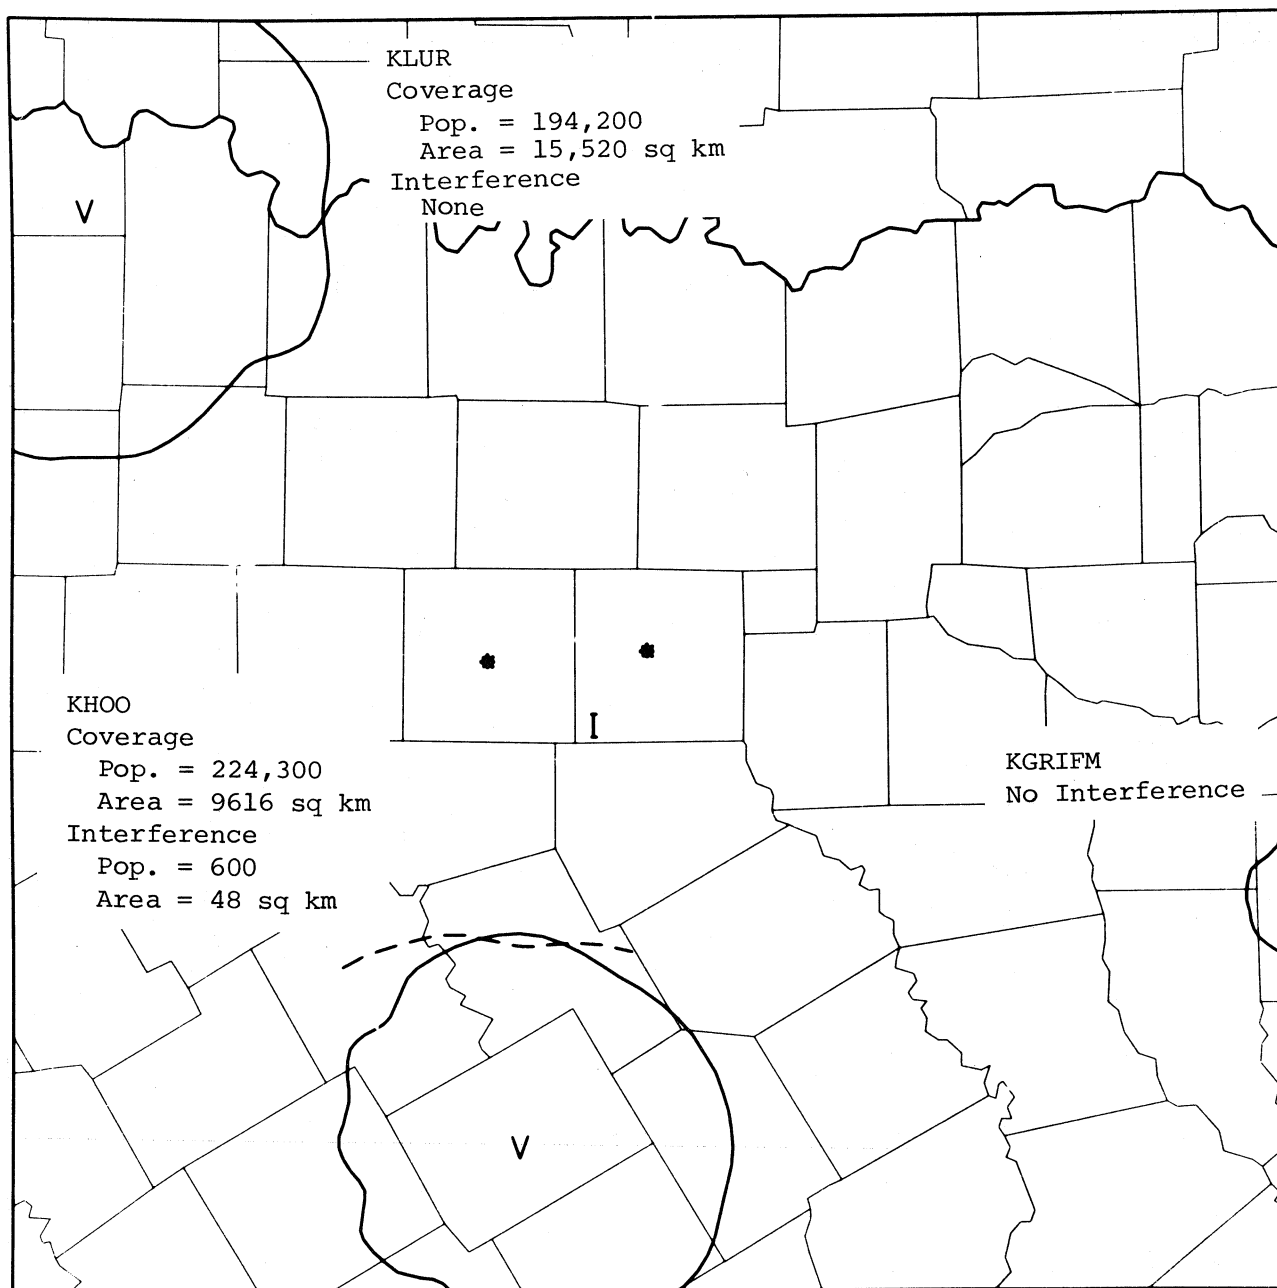 KLUR
Coverage
Pop. = 194,200
Area = 15,520 sq km
Interference
None
V
I
KHOO
Coverage
Pop. = 224,300
Area = 9616 sq km
Interference
Pop. = 600
Area = 48 sq km
KGRIFM
No Interference
V